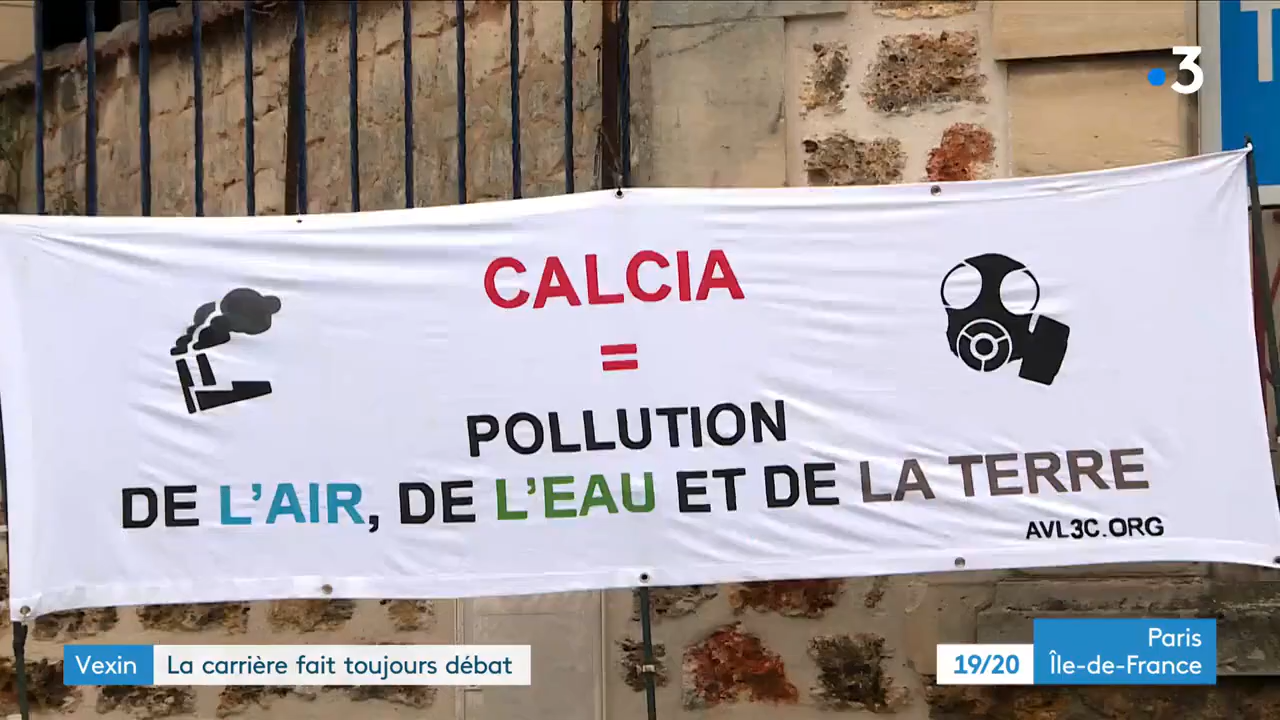 3
T
CALCIA
=
POLLUTION
DE L'AIR, DE L'EAU ET DE LA TERRE
AVL3C.ORG
Vexin La carrière fait toujours débat
19/20 Paris Île-de-France